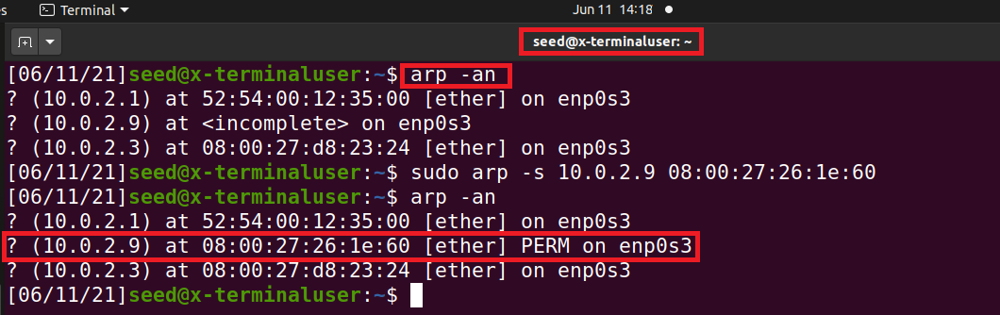 s Terminal Jun 11 14:18
seed@x-terminaluser: ~
[06/11/21]seed@x-terminaluser:~$ arp -an
? (10.0.2.1) at 52:54:00:12:35:00 [ether] on enp0s3
? (10.0.2.9) at <incomplete> on enp0s3
? (10.0.2.3) at 08:00:27:d8:23:24 [ether] on enp0s3
[06/11/21]seed@x-terminaluser:~$ sudo arp -s 10.0.2.9 08:00:27:26:1e:60
[06/11/21]seed@x-terminaluser:~$ arp -an
? (10.0.2.1) at 52:54:00:12:35:00 [ether] on enp0s3
? (10.0.2.9) at 08:00:27:26:1e:60 [ether] PERM on enp0s3
? (10.0.2.3) at 08:00:27:d8:23:24 [ether] on enp0s3
[06/11/21]seed@x-terminaluser:~$